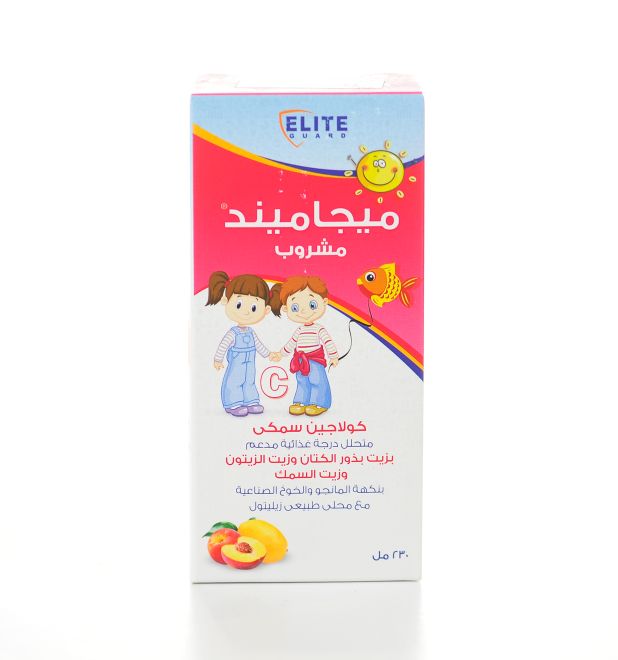 ELITE
GUARD
ميجاميند®
مشروب
C
كولاجين سمكى
متحلل درجة غذائية مدعم
بزيت بذور الكتان وزيت الزيتون
وزيت السمك
بنكهة المانجو والخوخ الصناعية
مع محلى طبيعى زيليتول
٢٣٠ مل